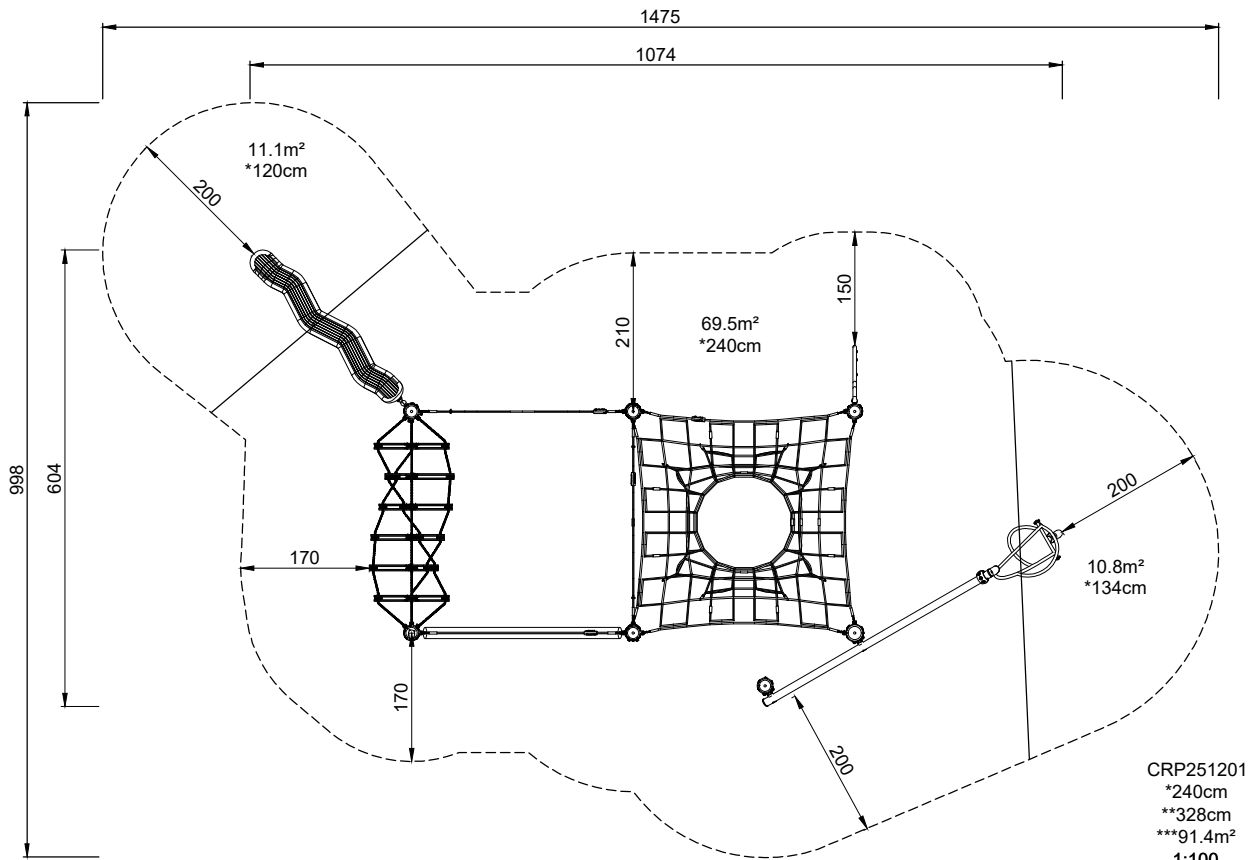 1475
1074
11.1m²
*120cm
200
998
604
210
150
69.5m²
*240cm
200
170
10.8m²
*134cm
170
200
CRP251201
*240cm
**328cm
***91.4m²
1:100